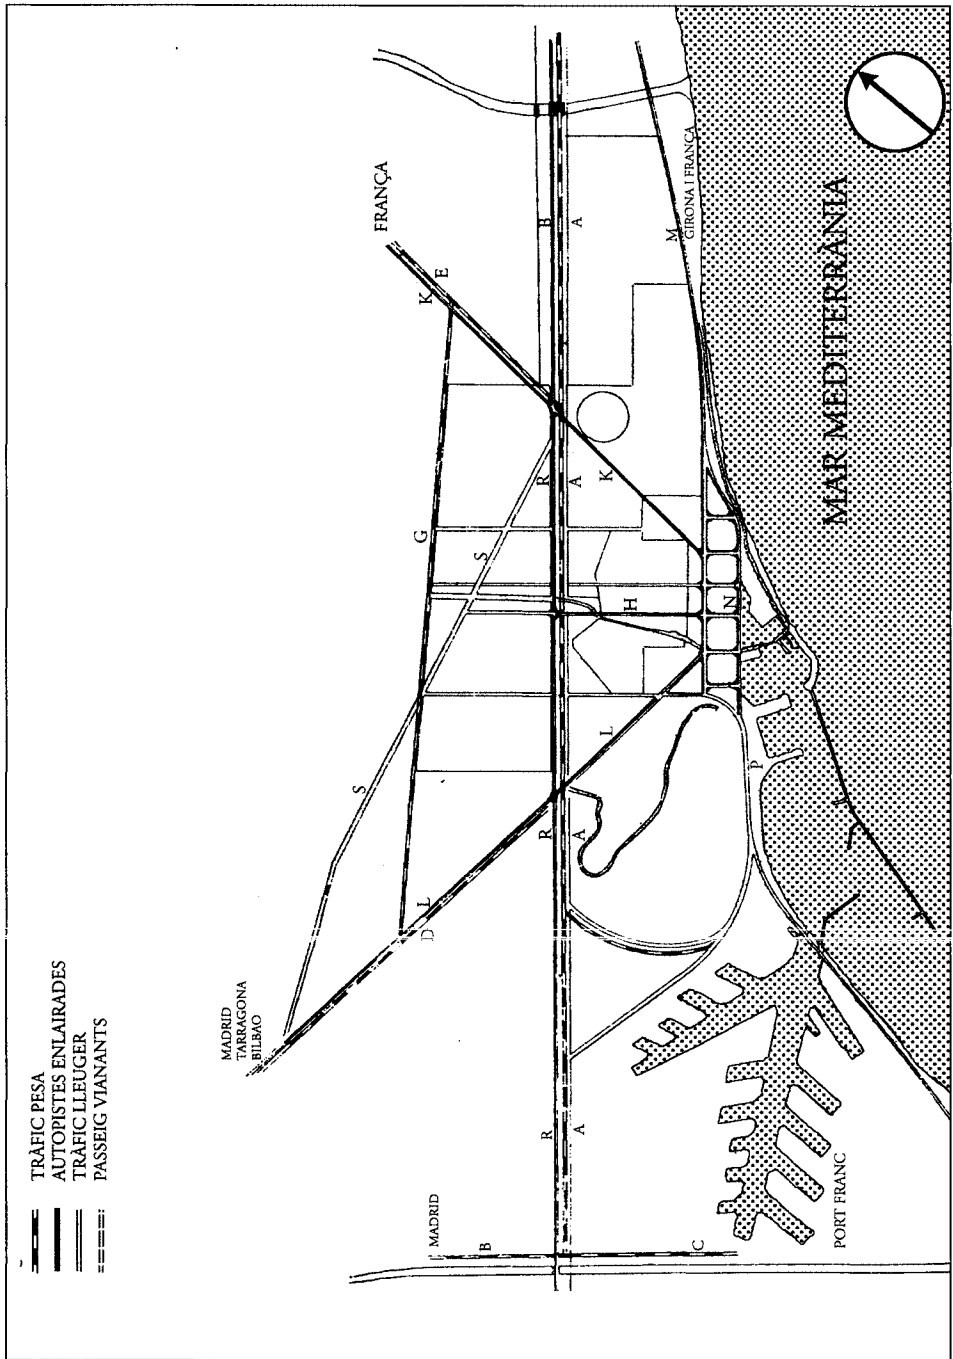 TRÀFIC PESA
AUTOPISTES ENLAIRADES
TRÀFIC LLEUGER
PASSEIG VIANANTS
MADRID
TARRAGONA
BILBAO
S
FRANÇA
D
L
G
K
E
MADRID
B
S
R
R
R
B
A
A
A
A
L
K
H
M
GIRONA I FRANÇA
C
N
P
MAR MEDITERRÀNIA
PORT FRANC